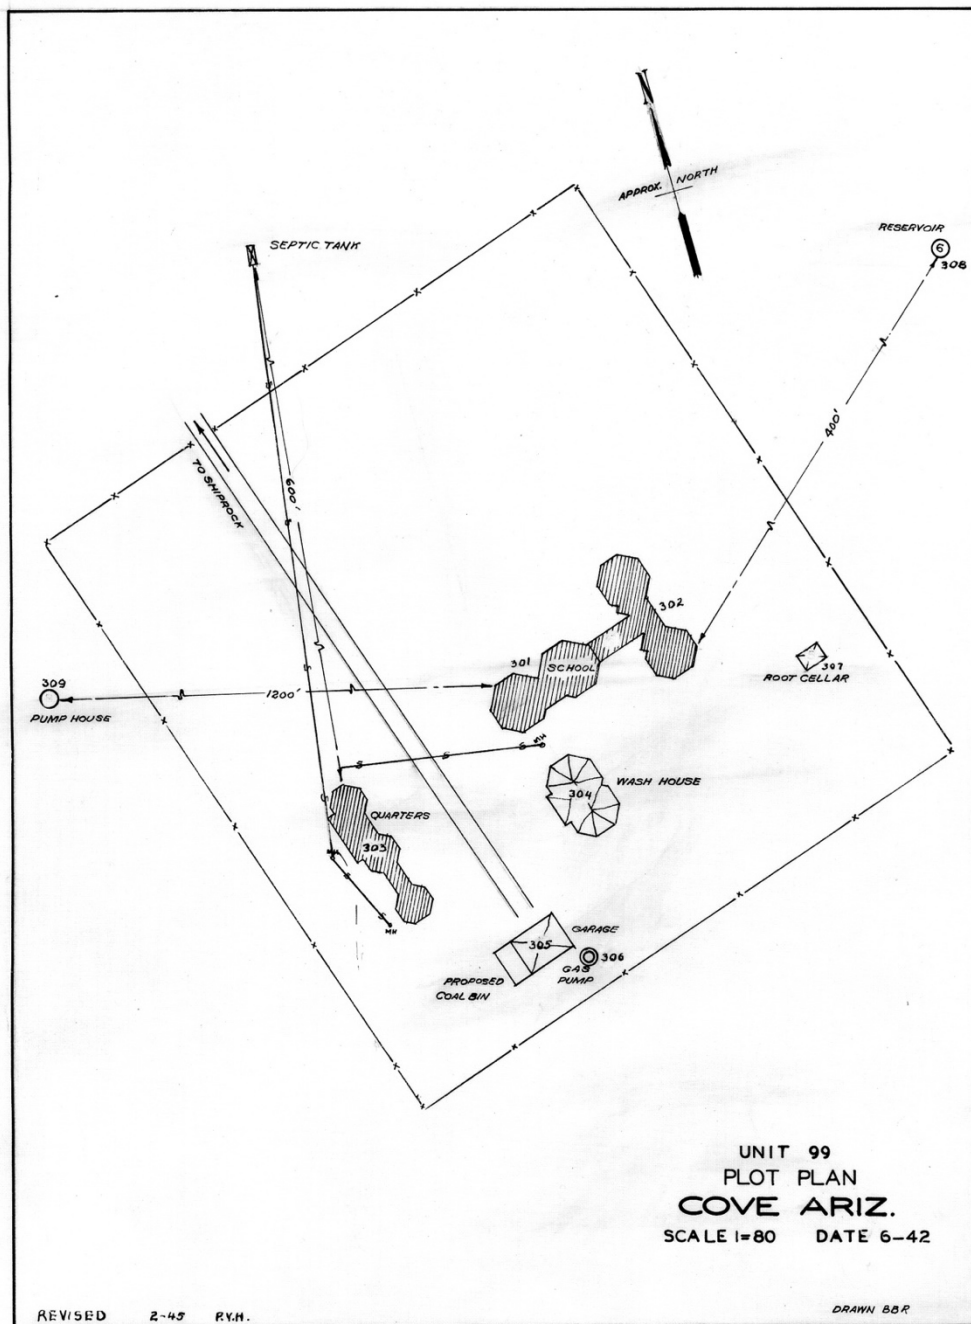 APPROX. NORTH
RESERVOIR
6
308
SEPTIC TANK
400'
TO SHIPROCK
600'
302
301
SCHOOL
307
ROOT CELLAR
309
PUMP HOUSE
1200'
S
S
S
S
S
S
MH
WASH HOUSE
304
QUARTERS
303
MH
S
S
MH
GARAGE
305
306
GAS
PUMP
PROPOSED
COAL BIN
UNIT 99
PLOT PLAN
COVE ARIZ.
SCALE 1=80 DATE 6-42
REVISED 2-45 P.V.H.
DRAWN BBR